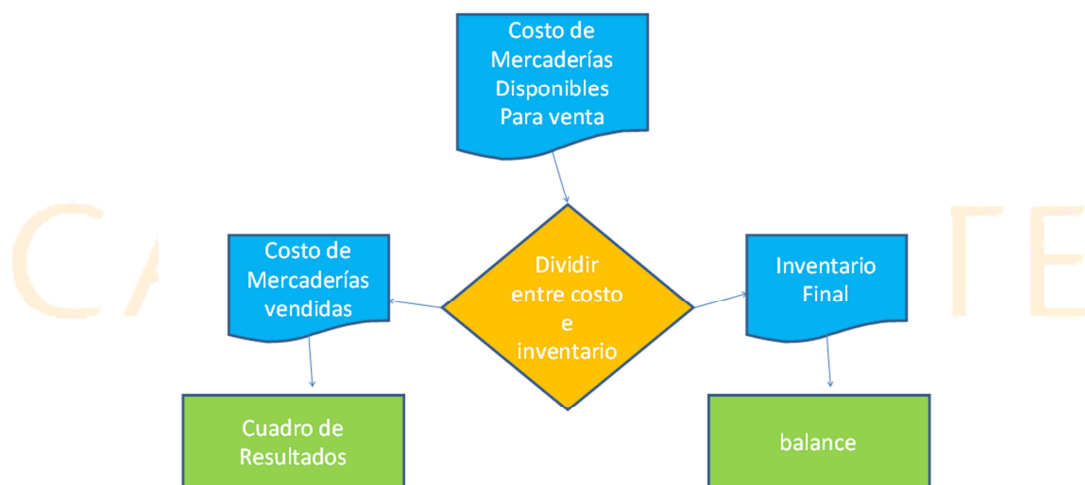 Costo de
Mercaderías
Disponibles
Para venta
Costo de
Mercaderías
vendidas
Dividir
entre costo
e
inventario
Inventario
Final
Cuadro de
Resultados
balance